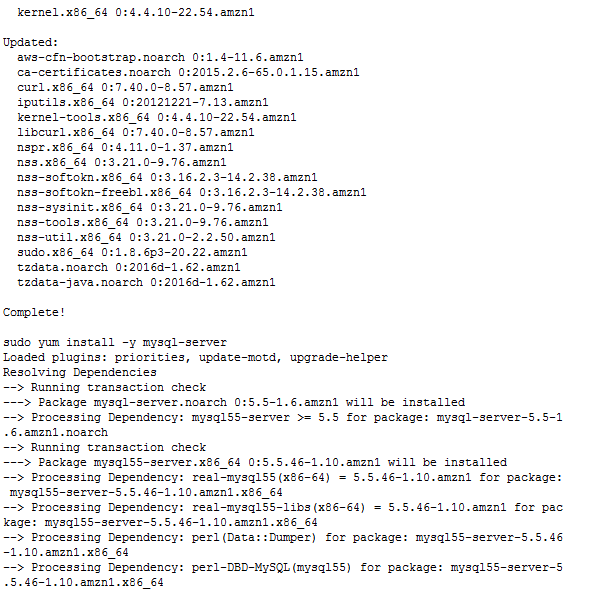 kernel.x86_64 0:4.4.10-22.54.amzn1
Updated:
aws-cfn-bootstrap.noarch 0:1.4-11.6.amzn1
ca-certificates.noarch 0:2015.2.6-65.0.1.15.amzn1
curl.x86_64 0:7.40.0-8.57.amzn1
iputils.x86_64 0:20121221-7.13.amzn1
kernel-tools.x86_64 0:4.4.10-22.54.amzn1
libcurl.x86_64 0:7.40.0-8.57.amzn1
nspr.x86_64 0:4.11.0-1.37.amzn1
nss.x86_64 0:3.21.0-9.76.amzn1
nss-softokn.x86_64 0:3.16.2.3-14.2.38.amzn1
nss-softokn-freebl.x86_64 0:3.16.2.3-14.2.38.amzn1
nss-sysinit.x86_64 0:3.21.0-9.76.amzn1
nss-tools.x86_64 0:3.21.0-9.76.amzn1
nss-util.x86_64 0:3.21.0-2.2.50.amzn1
sudo.x86_64 0:1.8.6p3-20.22.amzn1
tzdata.noarch 0:2016d-1.62.amzn1
tzdata-java.noarch 0:2016d-1.62.amzn1
Complete!
sudo yum install -y mysql-server
Loaded plugins: priorities, update-motd, upgrade-helper
Resolving Dependencies
--> Running transaction check
---> Package mysql-server.noarch 0:5.5-1.6.amzn1 will be installed
--> Processing Dependency: mysql55-server >= 5.5 for package: mysql-server-5.5-1
.6.amzn1.noarch
--> Running transaction check
---> Package mysql55-server.x86_64 0:5.5.46-1.10.amzn1 will be installed
--> Processing Dependency: real-mysql55(x86-64) = 5.5.46-1.10.amzn1 for package:
mysql55-server-5.5.46-1.10.amzn1.x86_64
--> Processing Dependency: real-mysql55-libs(x86-64) = 5.5.46-1.10.amzn1 for pac
kage: mysql55-server-5.5.46-1.10.amzn1.x86_64
--> Processing Dependency: perl(Data::Dumper) for package: mysql55-server-5.5.46
-1.10.amzn1.x86_64
--> Processing Dependency: perl-DBD-MySQL(mysql55) for package: mysql55-server-5
.5.46-1.10.amzn1.x86_64